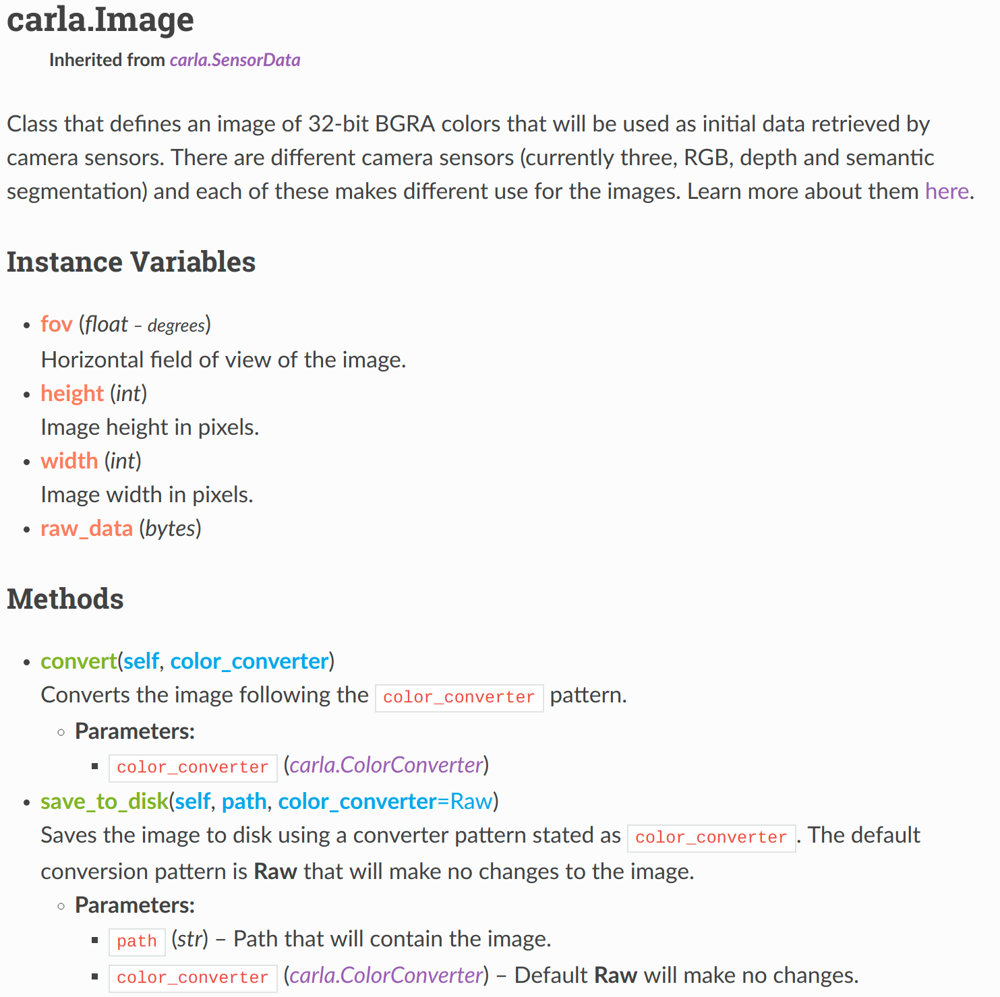 carla.Image
Inherited from carla.SensorData
Class that defines an image of 32-bit BGRA colors that will be used as initial data retrieved by
camera sensors. There are different camera sensors (currently three, RGB, depth and semantic
segmentation) and each of these makes different use for the images. Learn more about them here.
Instance Variables
• fov (float – degrees)
Horizontal field of view of the image.
• height (int)
Image height in pixels.
• width (int)
Image width in pixels.
• raw_data (bytes)
Methods
• convert(self, color_converter)
Converts the image following the color_converter pattern.
◦ Parameters:
▪ color_converter (carla.ColorConverter)
• save_to_disk(self, path, color_converter=Raw)
Saves the image to disk using a converter pattern stated as color_converter. The default
conversion pattern is Raw that will make no changes to the image.
◦ Parameters:
▪ path (str) – Path that will contain the image.
▪ color_converter (carla.ColorConverter) – Default Raw will make no changes.